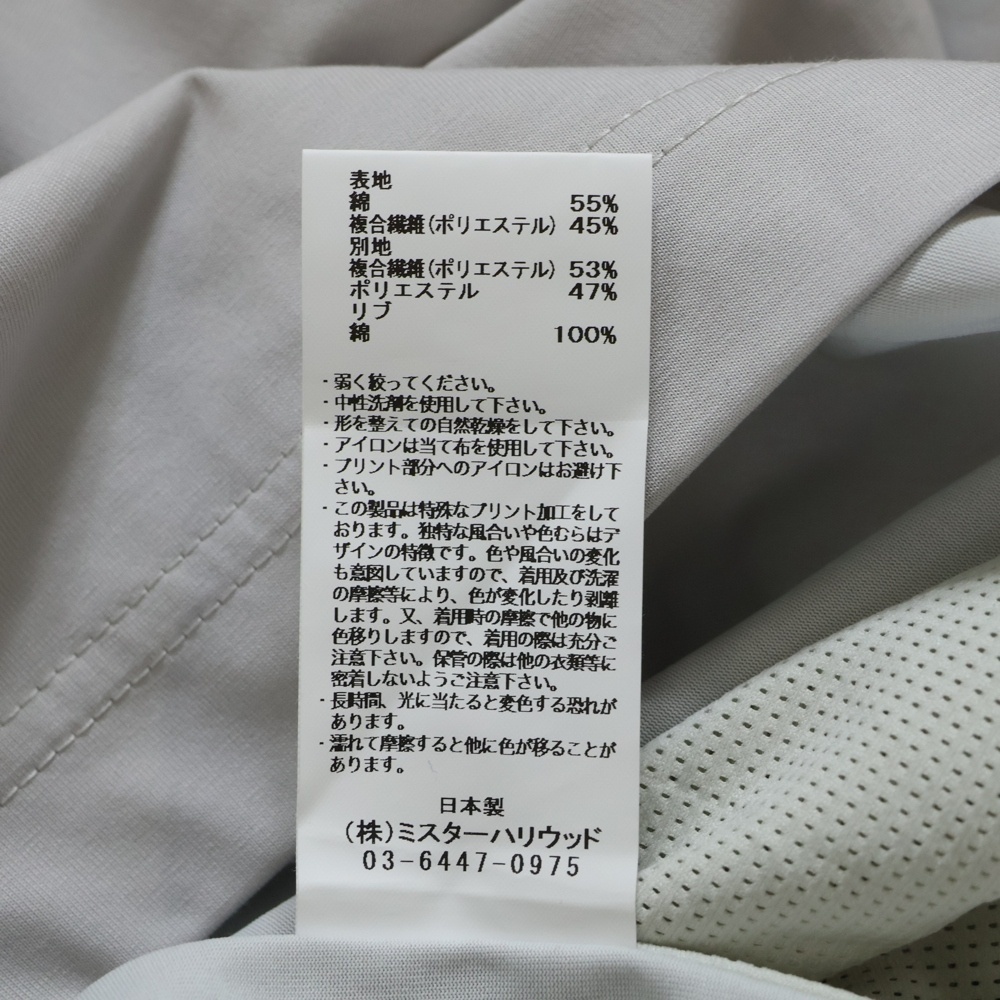 表地
綿 55%
複合繊維(ポリエステル) 45%
別地
複合繊維(ポリエステル) 53%
ポリエステル 47%
リブ
綿 100%
・弱く絞ってください。
・中性洗剤を使用して下さい。
・形を整えての自然乾燥をして下さい。
・アイロンは当て布を使用して下さい。
・プリント部分へのアイロンはお避け下
さい。
・この製品は特殊なプリント加工をして
おります。独特な風合いや色むらはデ
ザインの特徴です。色や風合いの変化
も意図していますので、着用及び洗濯
の摩擦等により、色が変化したり剥離
します。又、着用時の摩擦で他の物に
色移りしますので、着用の際は充分ご
注意下さい。保管の際は他の衣類等に
密着しないようご注意下さい。
・長時間、光に当たると変色する恐れが
あります。
・濡れて摩擦すると他に色が移ることが
あります。
日本製
(株)ミスターハリウッド
03-6447-0975